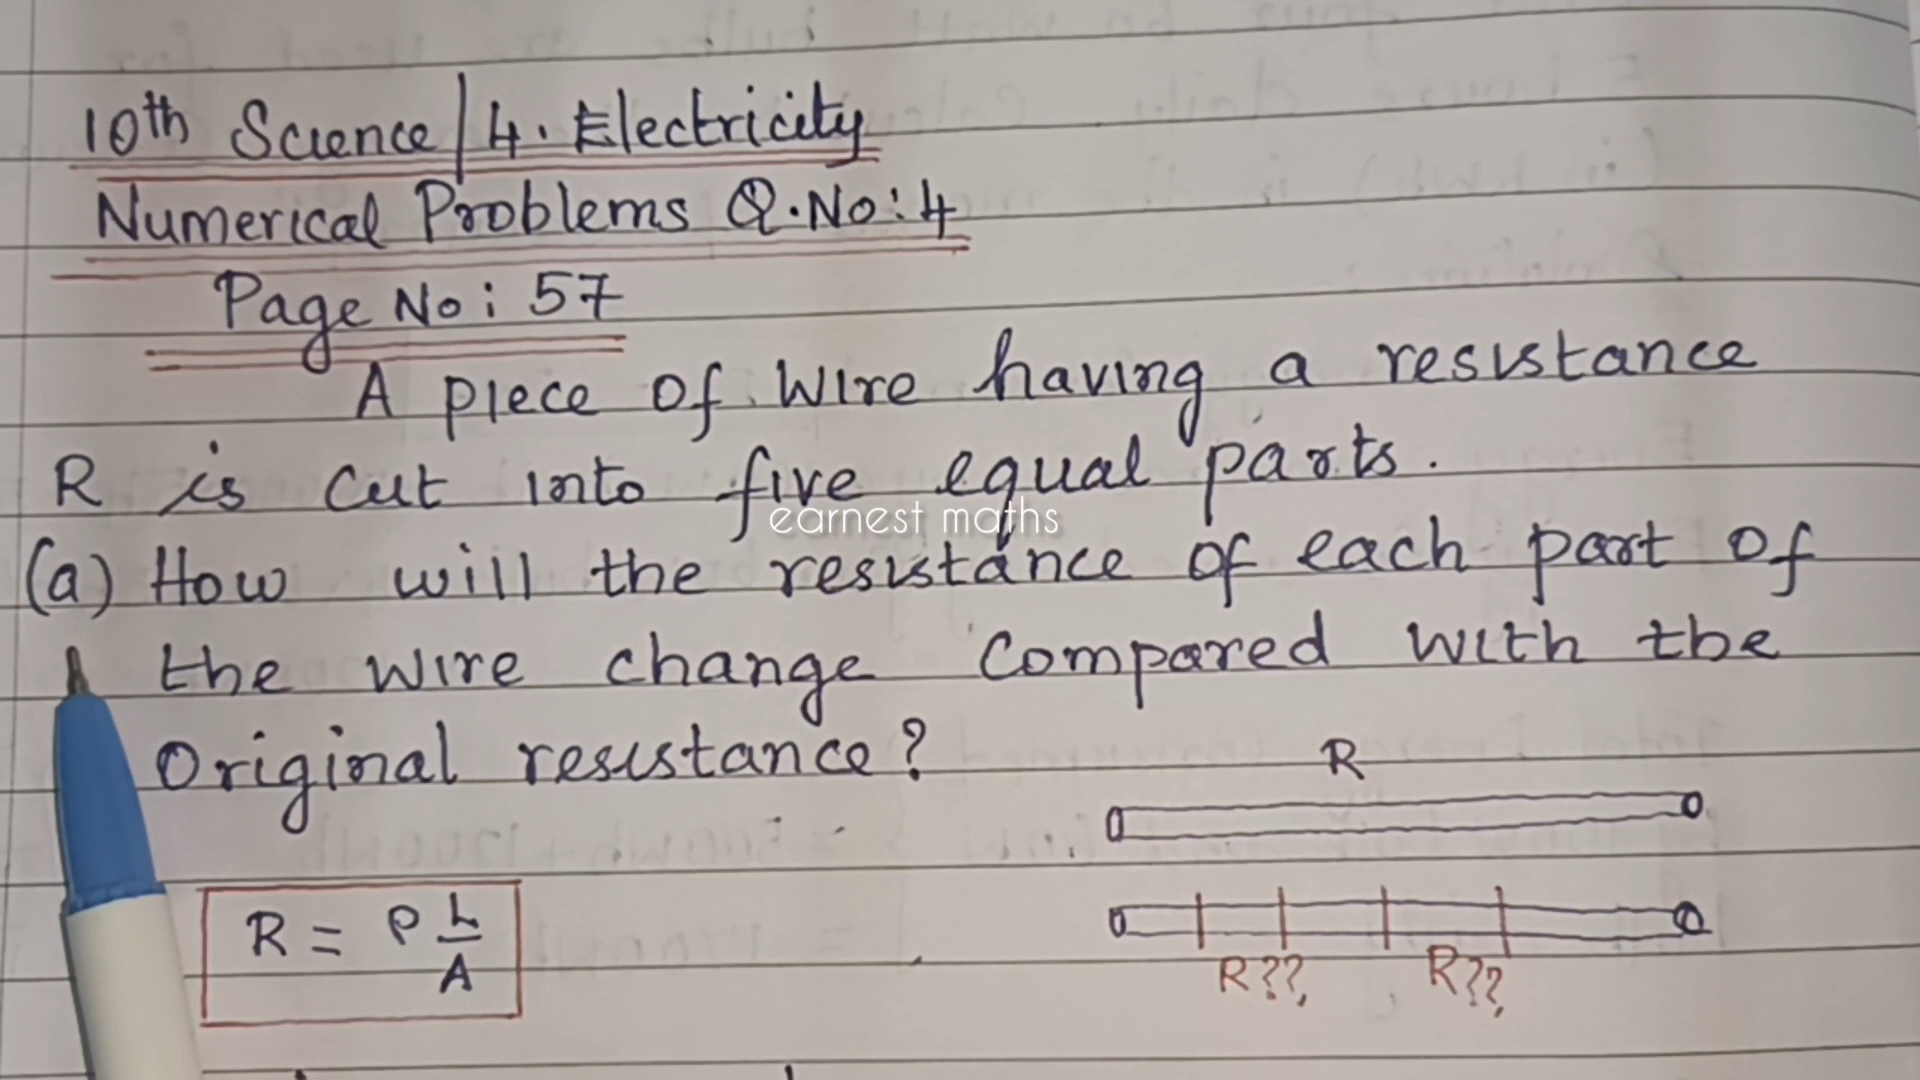 10th Science | 4. Electricity
Numerical Problems Q.No: 4
Page No: 57
A piece of wire having a resistance
R is cut into five equal parts.
earnest maths
(a) How will the resistance of each part of
the wire change compared with the
original resistance?
R
R = ρ L/A
R?? R??